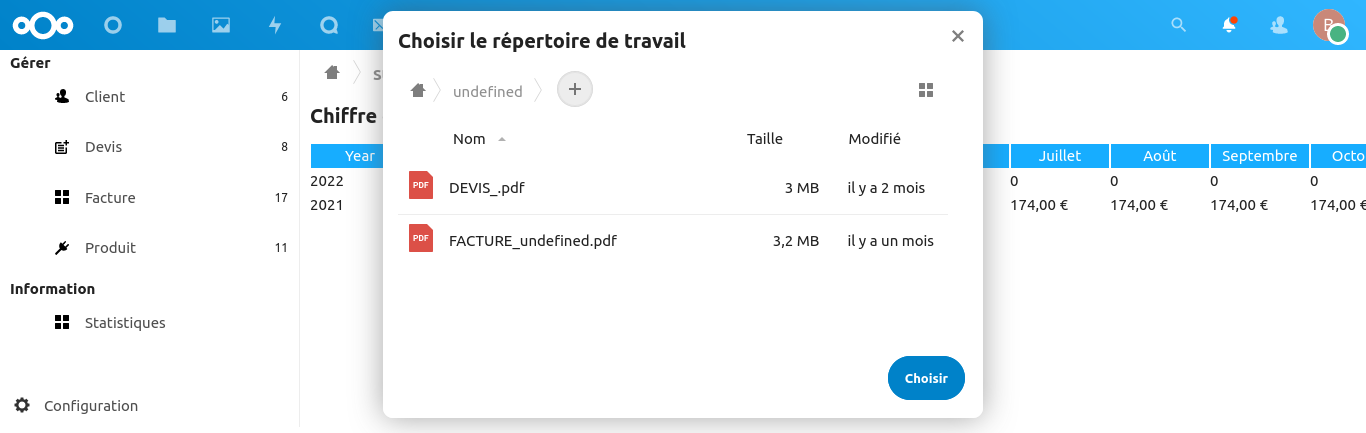 Choisir le répertoire de travail
undefined
Nom Taille Modifié
PDF DEVIS_.pdf 3 MB il y a 2 mois
PDF FACTURE_undefined.pdf 3,2 MB il y a un mois
Choisir
B
Gérer
Client 6
Devis 8
Facture 17
Produit 11
Information
Statistiques
Configuration
Chiffre
Year Juillet Août Septembre Octo
2022 0 0 0 0
2021 174,00 € 174,00 € 174,00 € 174,00 €